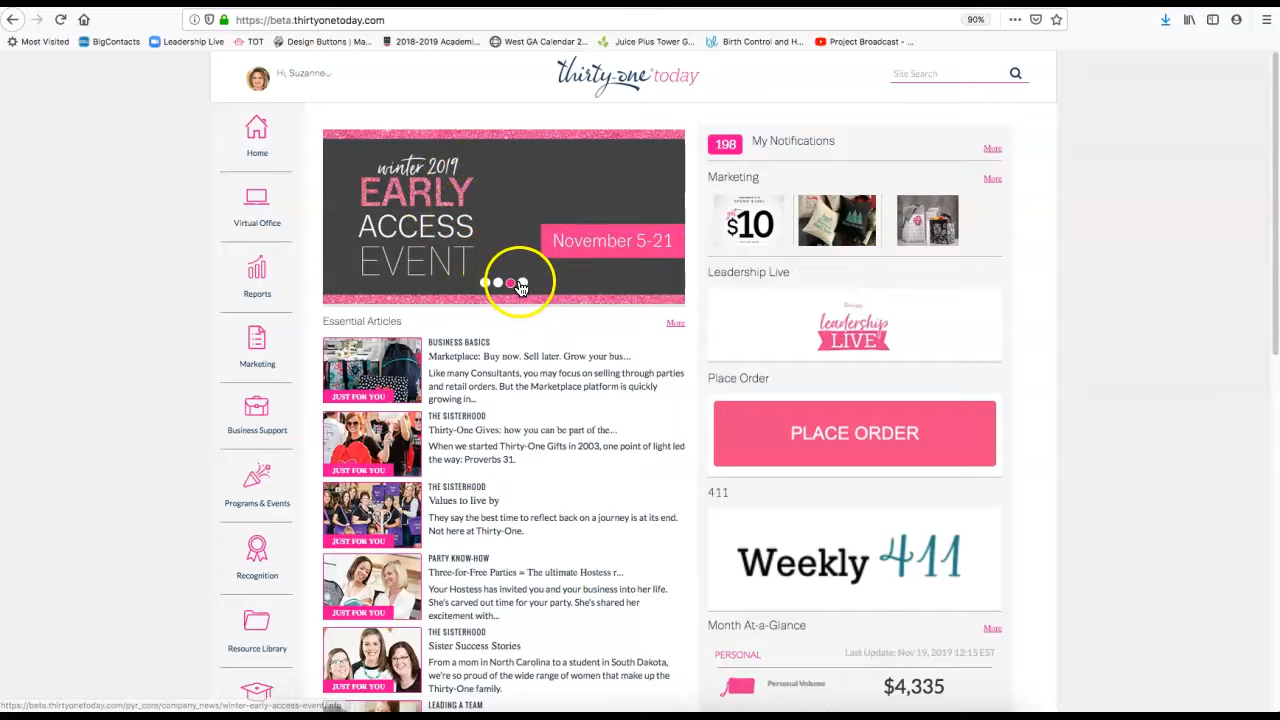 https://beta.thirtyonetoday.com
90%
Most Visited
BigContacts
Leadership Live
TOT
Design Buttons | Ma...
2018-2019 Academi...
West GA Calendar 2...
Juice Plus Tower G...
Birth Control and H...
Project Broadcast - ...
Hi, Suzanne
thirty-one today
Site Search
Home
Virtual Office
Reports
Marketing
Business Support
Programs & Events
Recognition
Resource Library
winter 2019
EARLY
ACCESS
EVENT
November 5-21
Essential Articles
More
BUSINESS BASICS
Marketplace: Buy now. Sell later. Grow your bus...
Like many Consultants, you may focus on selling through parties
and retail orders. But the Marketplace platform is quickly
growing in...
JUST FOR YOU
THE SISTERHOOD
Thirty-One Gives: how you can be part of the...
When we started Thirty-One Gifts in 2003, one point of light led
the way: Proverbs 31.
JUST FOR YOU
THE SISTERHOOD
Values to live by
They say the best time to reflect back on a journey is at its end.
Not here at Thirty-One.
JUST FOR YOU
PARTY KNOW-HOW
Three-for-Free Parties = The ultimate Hostess r...
Your Hostess has invited you and your business into her life.
She's carved out time for your party. She's shared her
excitement with...
JUST FOR YOU
THE SISTERHOOD
Sister Success Stories
From a mom in North Carolina to a student in South Dakota,
we're so proud of the wide range of women that make up the
Thirty-One family.
JUST FOR YOU
LEADING A TEAM
198
My Notifications
More
Marketing
More
$10
Leadership Live
leadership
LIVE
Place Order
PLACE ORDER
411
Weekly 411
Month At-a-Glance
More
PERSONAL
Last Update: Nov 19, 2019 12:15 EST
Personal Volume
$4,335
https://beta.thirtyonetoday.com/pyr_core/company_news/winter-early-access-event/info